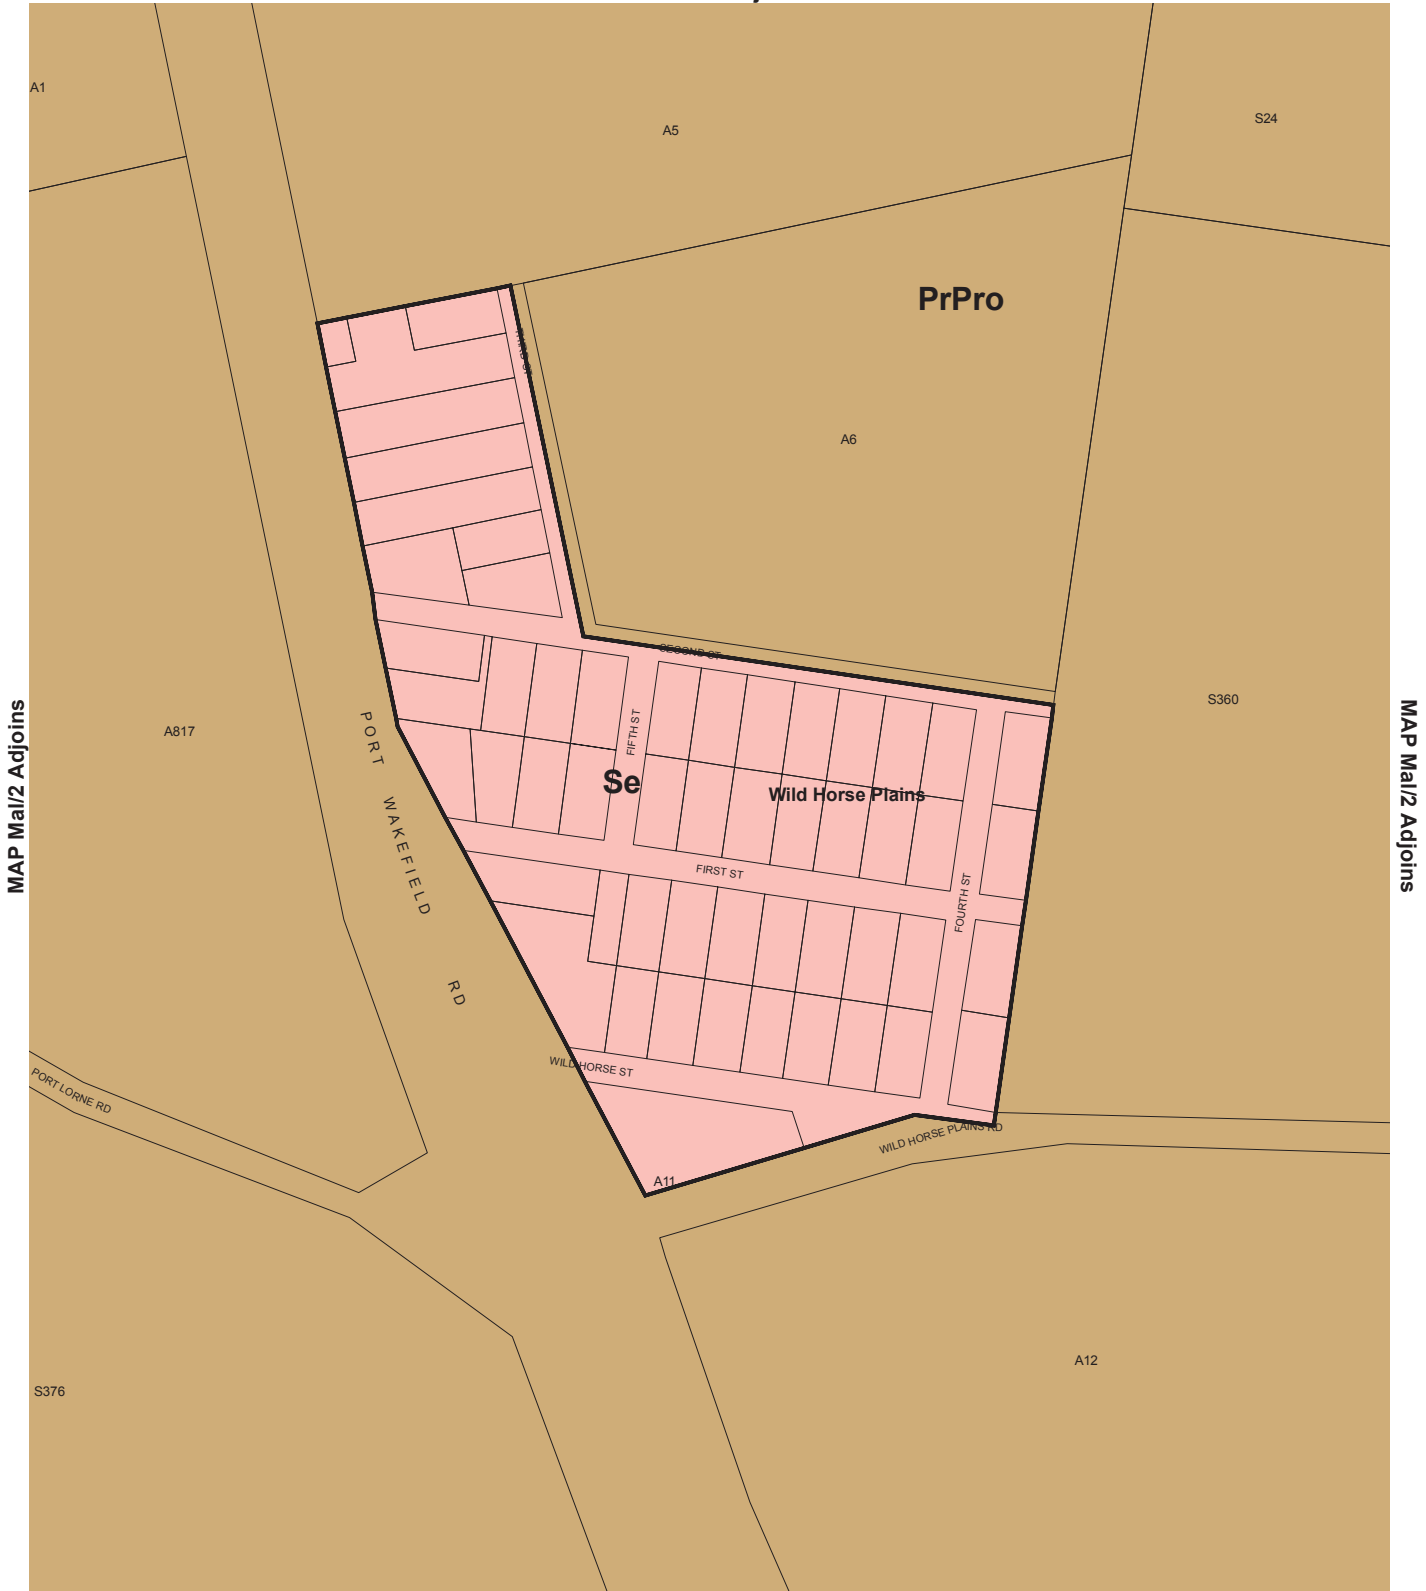 A1
A5
S24
PrPro
THIRD ST
A6
SECOND ST
S360
MAP Mal/2 Adjoins
MAP Mal/2 Adjoins
A817
PORT WAKEFIELD RD
FIFTH ST
Se
Wild Horse Plains
FIRST ST
FOURTH ST
WILD HORSE ST
PORT LORNE RD
WILD HORSE PLAINS RD
A11
A12
S376